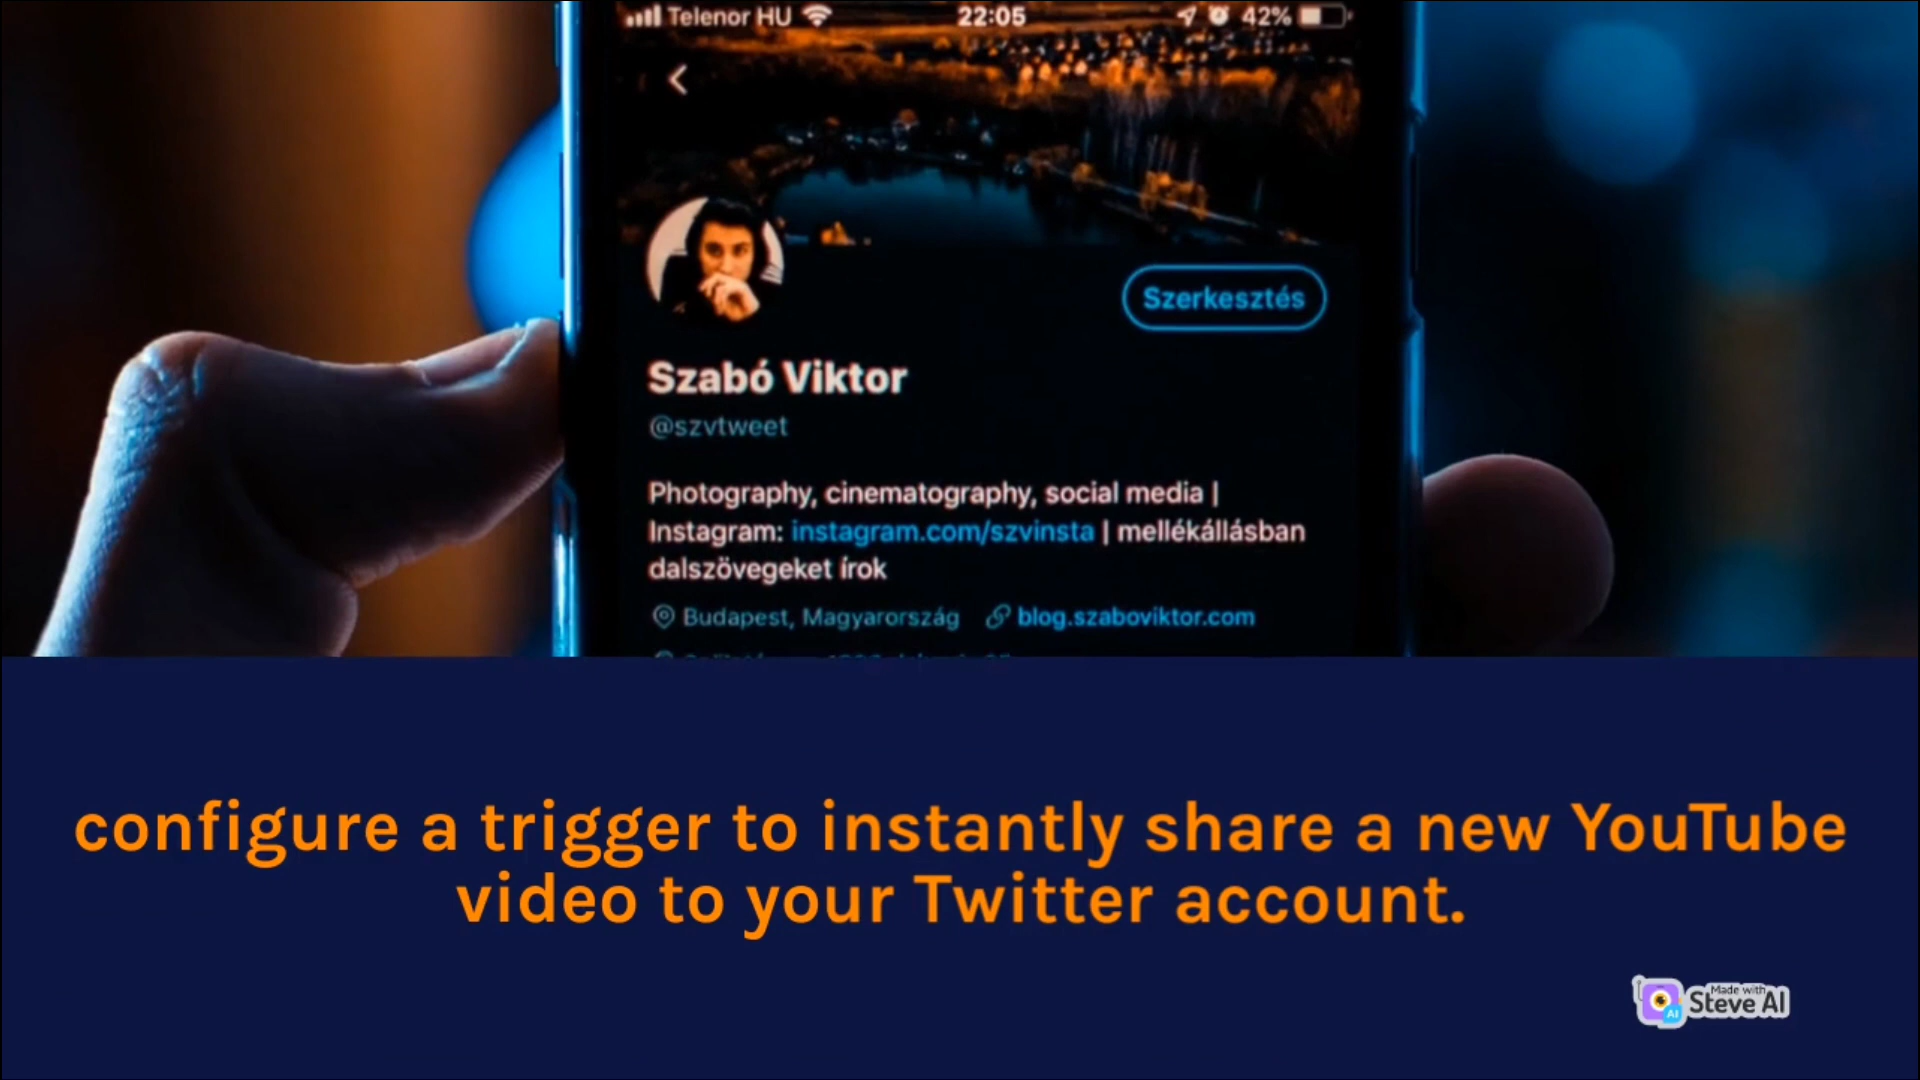 Telenor HU 22:05 42%
Szerkesztés
Szabó Viktor
@szvtweet
Photography, cinematography, social media |
Instagram: instagram.com/szvinsta | mellékállásban
dalszövegeket írok
Budapest, Magyarország blog.szaboviktor.com
configure a trigger to instantly share a new YouTube
video to your Twitter account.
Made with
AI Steve AI